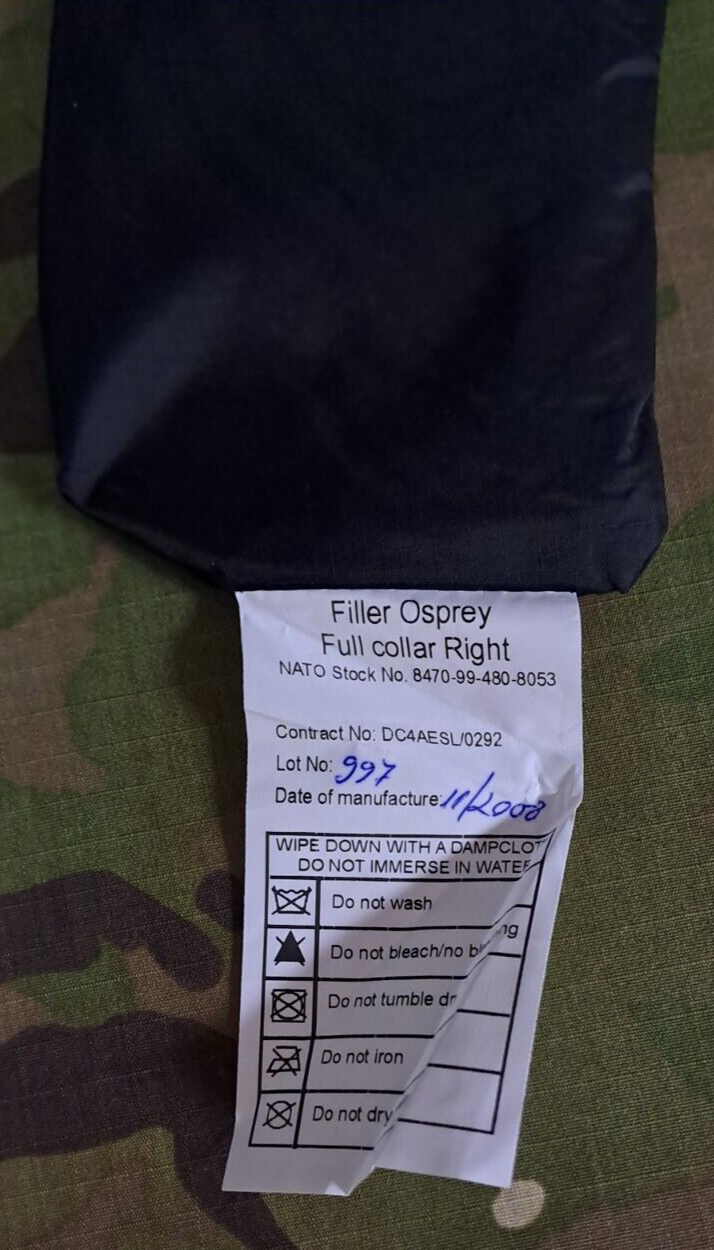 Filler Osprey
Full collar Right
NATO Stock No. 8470-99-480-8053
Contract No: DC4AESL/0292
Lot No: 997
Date of manufacture: 11/2008
WIPE DOWN WITH A DAMPCLOT
DO NOT IMMERSE IN WATER
Do not wash
Do not bleach/no b ng
Do not tumble dr
Do not iron
Do not dry